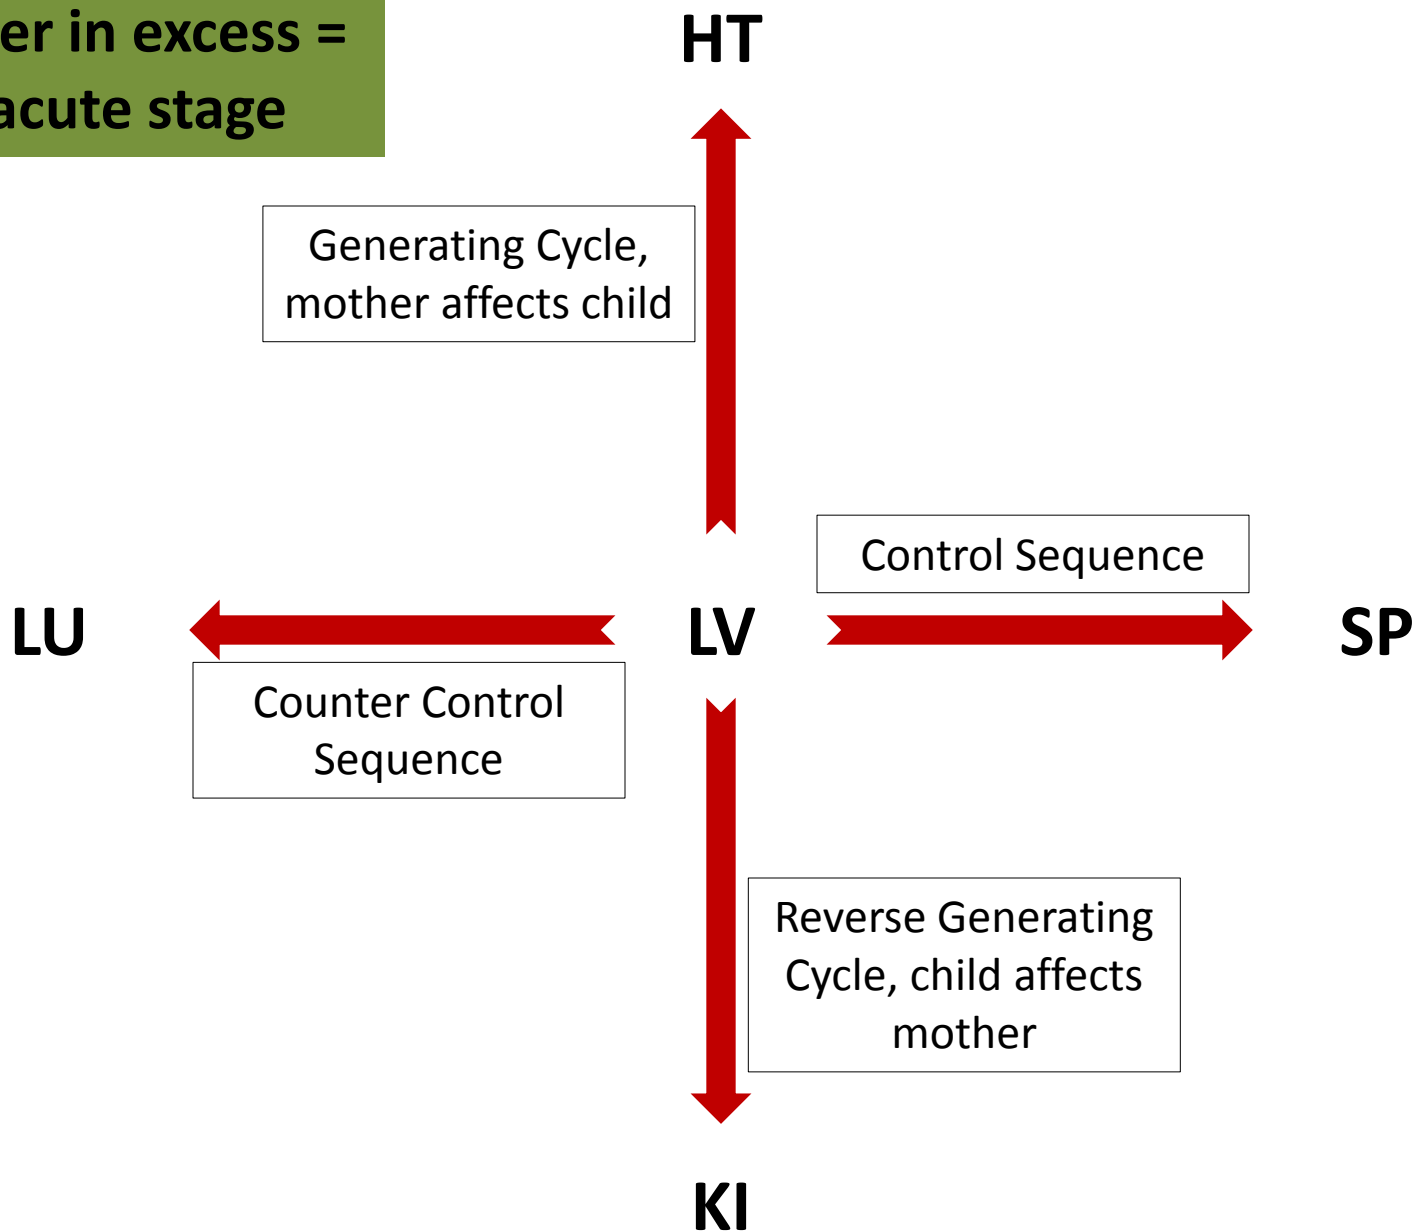 er in excess =
acute stage
HT
Generating Cycle,
mother affects child
Control Sequence
LU
LV
SP
Counter Control
Sequence
Reverse Generating
Cycle, child affects
mother
KI